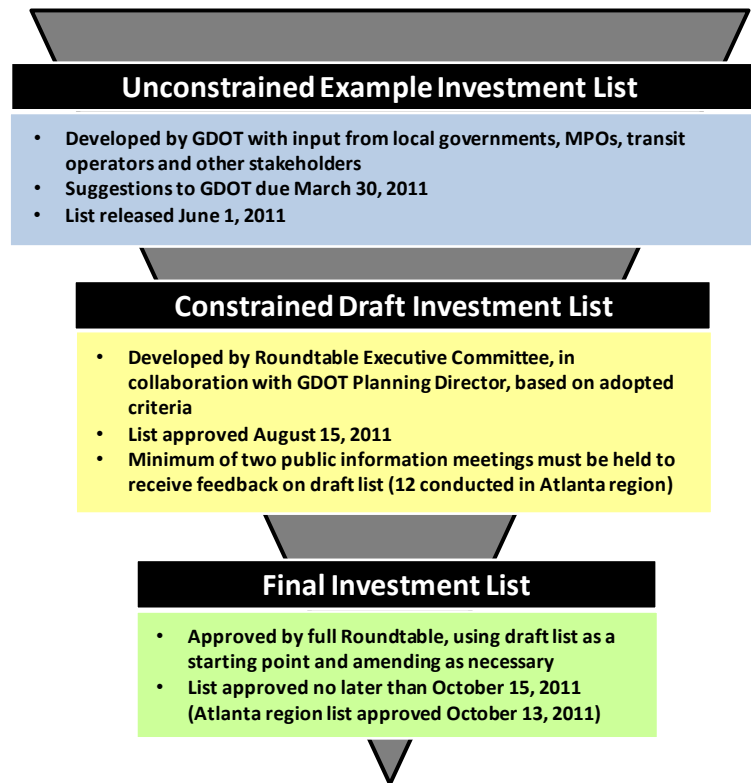 Unconstrained Example Investment List
• Developed by GDOT with input from local governments, MPOs, transit
operators and other stakeholders
• Suggestions to GDOT due March 30, 2011
• List released June 1, 2011
Constrained Draft Investment List
• Developed by Roundtable Executive Committee, in
collaboration with GDOT Planning Director, based on adopted
criteria
• List approved August 15, 2011
• Minimum of two public information meetings must be held to
receive feedback on draft list (12 conducted in Atlanta region)
Final Investment List
• Approved by full Roundtable, using draft list as a
starting point and amending as necessary
• List approved no later than October 15, 2011
(Atlanta region list approved October 13, 2011)